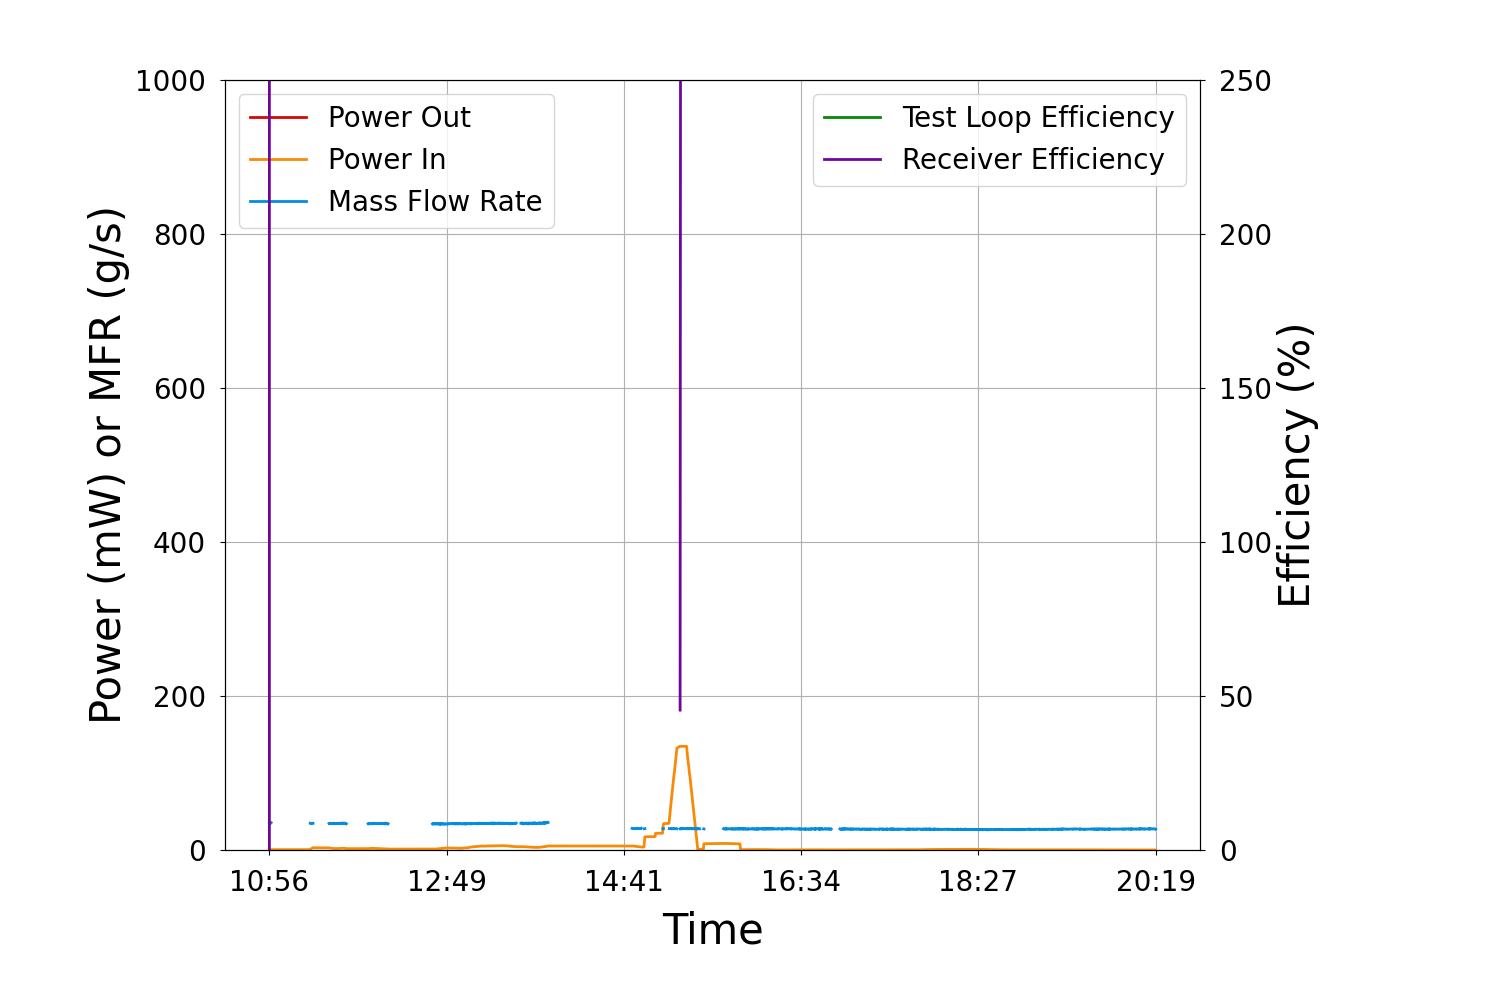 1000
800
600
400
200
0
Power (mW) or MFR (g/s)
Power Out
Power In
Mass Flow Rate
Test Loop Efficiency
Receiver Efficiency
250
200
150
100
50
0
Efficiency (%)
10:56 12:49 14:41 16:34 18:27 20:19
Time